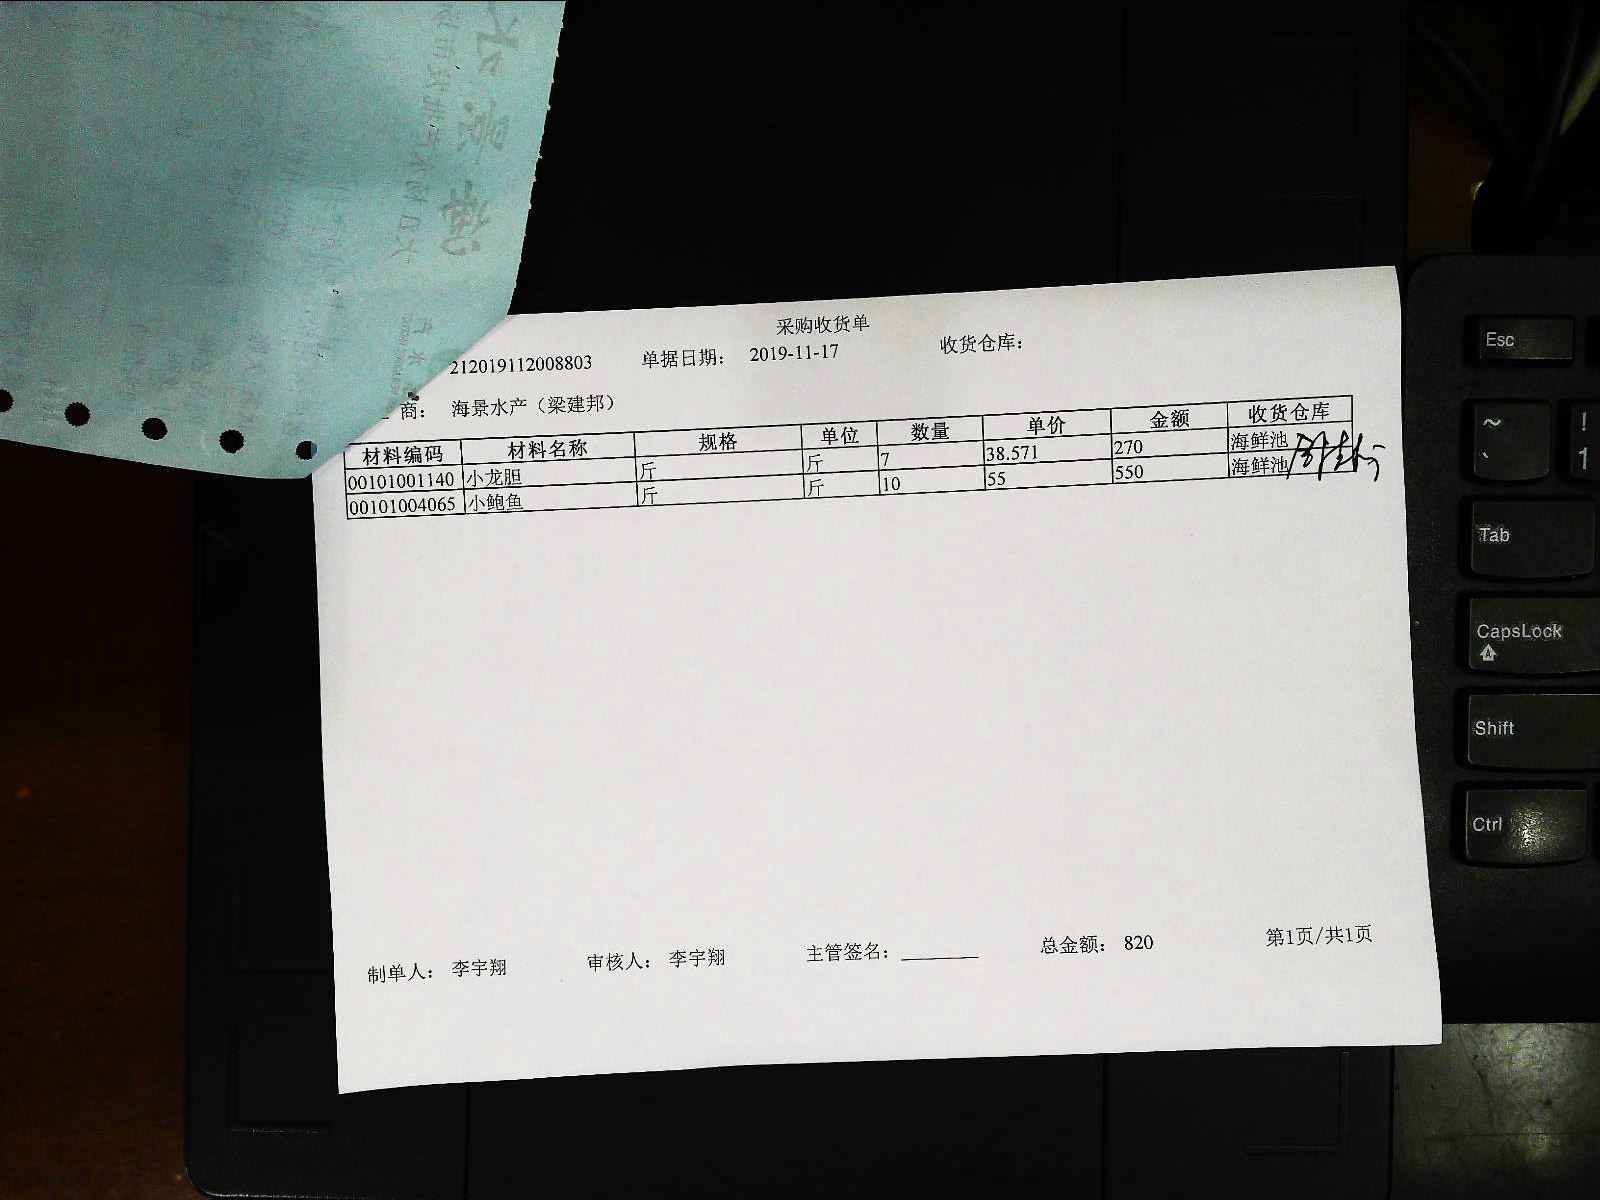 采购收货单
212019112008803 单据日期： 2019-11-17 收货仓库：
商： 海景水产（梁建邦）
材料编码 材料名称 规格 单位 数量 单价 金额 收货仓库
00101001140 小龙胆 斤 斤 7 38.571 270 海鲜池
00101004065 小鲍鱼 斤 斤 10 55 550 海鲜池
制单人： 李宇翔 审核人： 李宇翔 主管签名： 总金额： 820 第1页/共1页
Esc
~ !
` 1
Tab
CapsLock
A
Shift
Ctrl